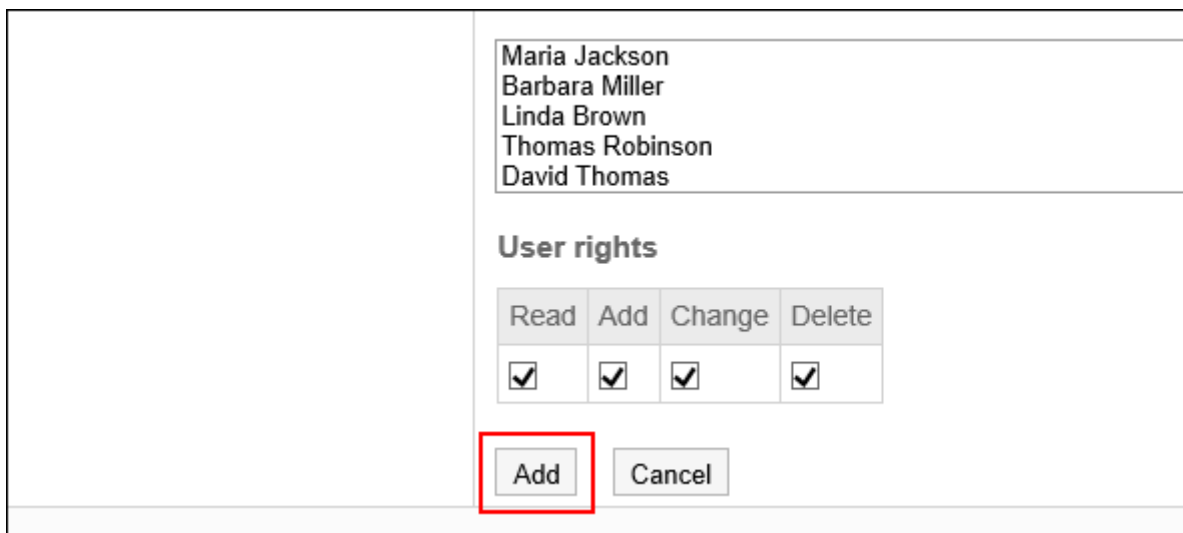 Maria Jackson
Barbara Miller
Linda Brown
Thomas Robinson
David Thomas
User rights
Read Add Change Delete
Add Cancel